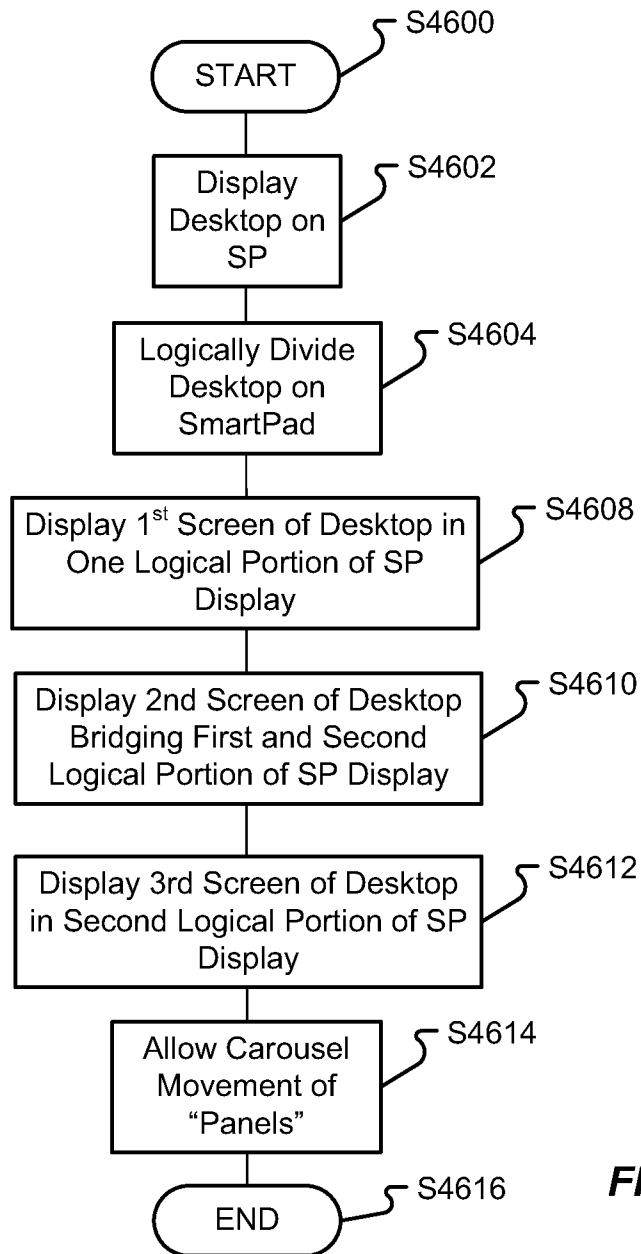 S4600
START
S4602
Display
Desktop on
SP
S4604
Logically Divide
Desktop on
SmartPad
S4608
Display 1st Screen of Desktop in
One Logical Portion of SP
Display
S4610
Display 2nd Screen of Desktop
Bridging First and Second
Logical Portion of SP Display
S4612
Display 3rd Screen of Desktop
in Second Logical Portion of SP
Display
S4614
Allow Carousel
Movement of
“Panels”
S4616
END